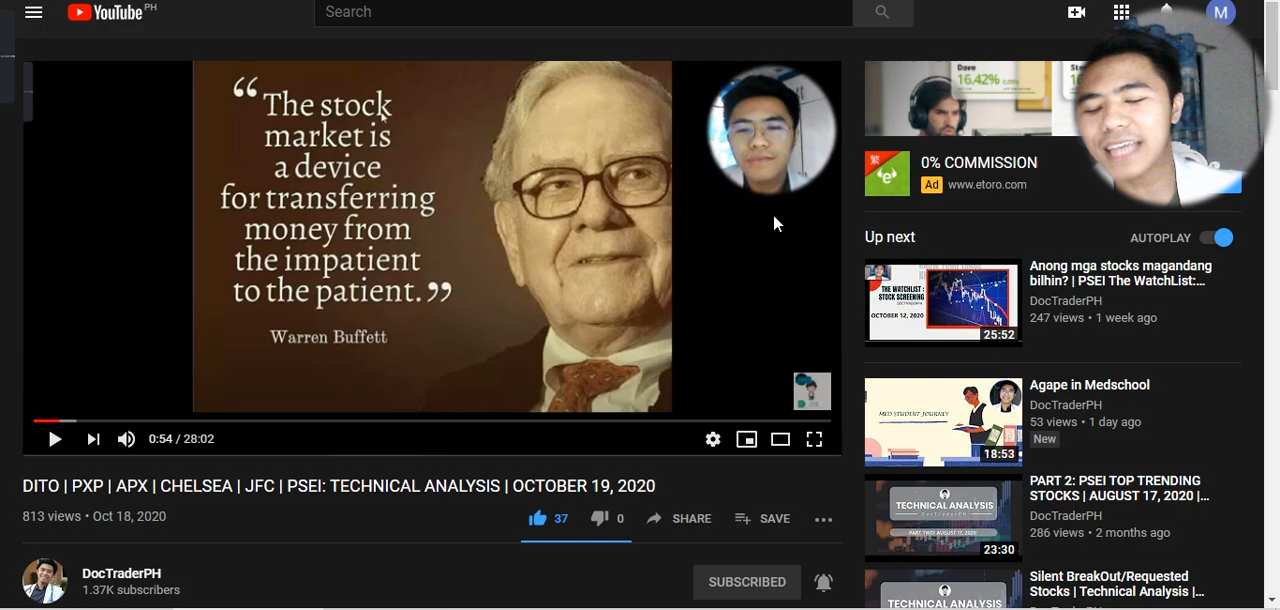 YouTube PH
Search
M
“ The stock
market is
a device
for transferring
money from
the impatient
to the patient. ”
Warren Buffett
0:54 / 28:02
DITO | PXP | APX | CHELSEA | JFC | PSEI: TECHNICAL ANALYSIS | OCTOBER 19, 2020
813 views • Oct 18, 2020
37
0
SHARE
SAVE
DocTraderPH
1.37K subscribers
SUBSCRIBED
Dave
16.42%
0% COMMISSION
Ad www.etoro.com
Up next
AUTOPLAY
THE WATCHLIST :
STOCK SCREENING
OCTOBER 12, 2020
25:52
Anong mga stocks magandang
bilhin? | PSEI The WatchList:...
DocTraderPH
247 views • 1 week ago
MED STUDENT JOURNEY
18:53
Agape in Medschool
DocTraderPH
53 views • 1 day ago
New
TECHNICAL ANALYSIS
23:30
PART 2: PSEI TOP TRENDING
STOCKS | AUGUST 17, 2020 |...
DocTraderPH
286 views • 2 months ago
TECHNICAL ANALYSIS
Silent BreakOut/Requested
Stocks | Technical Analysis |...